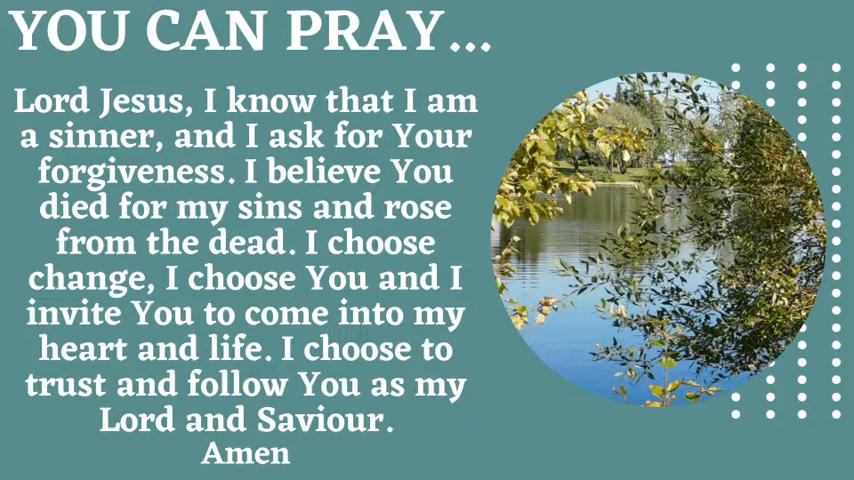 YOU CAN PRAY...
Lord Jesus, I know that I am
a sinner, and I ask for Your
forgiveness. I believe You
died for my sins and rose
from the dead. I choose
change, I choose You and I
invite You to come into my
heart and life. I choose to
trust and follow You as my
Lord and Saviour.
Amen